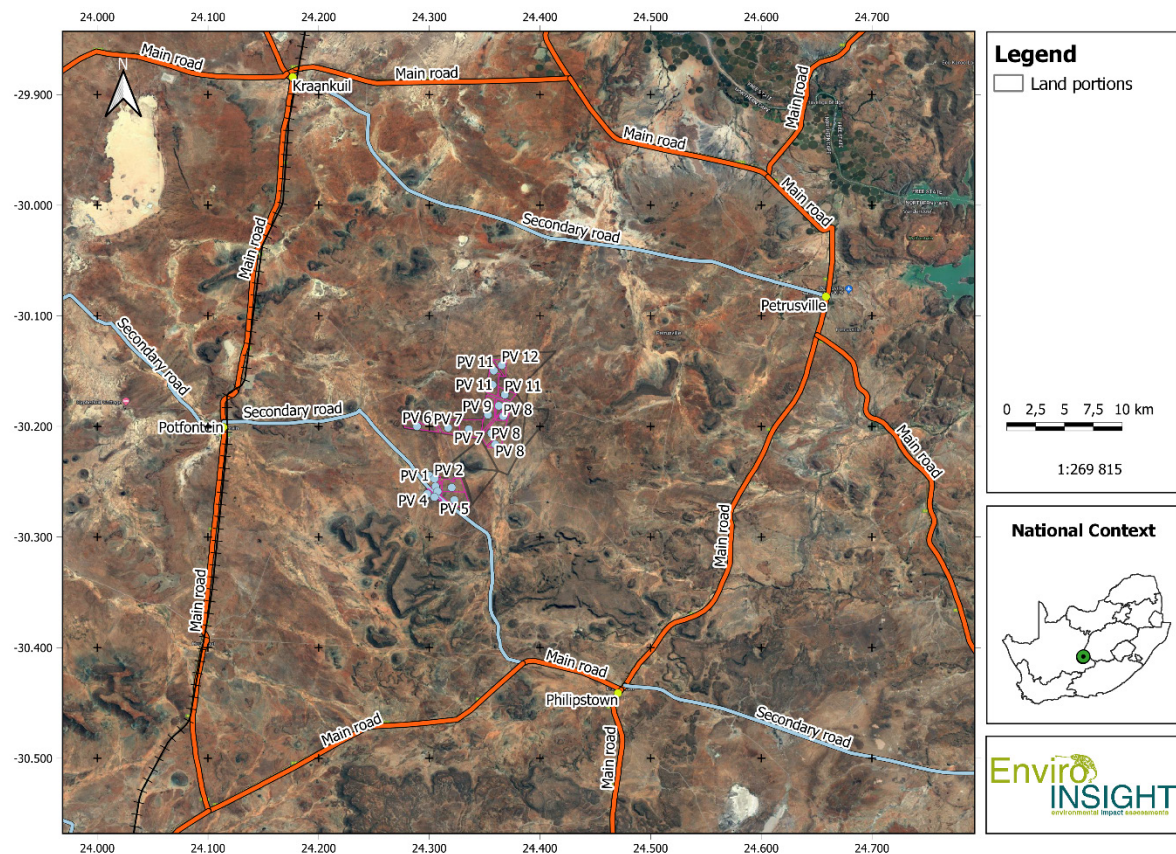 24.000 24.100 24.200 24.300 24.400 24.500 24.600 24.700
Legend
Land portions
N
Main road
Main road
Kraankuil
-29.900
Main road
Main road
Main road
Main road
-30.000
Secondary road
Main road
Petrusville
-30.100
Secondary road
PV 11
PV 12
PV 11
PV 11
PV 9
PV 8
PV 6
PV 7
PV 7
PV 8
PV 8
Secondary road
Potfontein
-30.200
PV 1
PV 2
PV 4
PV 5
Main road
0 2,5 5 7,5 10 km
1:269 815
-30.300
Main road
National Context
Main road
-30.400
Main road
Philipstown
Secondary road
Main road
Main road
-30.500
Enviro
INSIGHT
environmental impact assessments
24.000 24.100 24.200 24.300 24.400 24.500 24.600 24.700